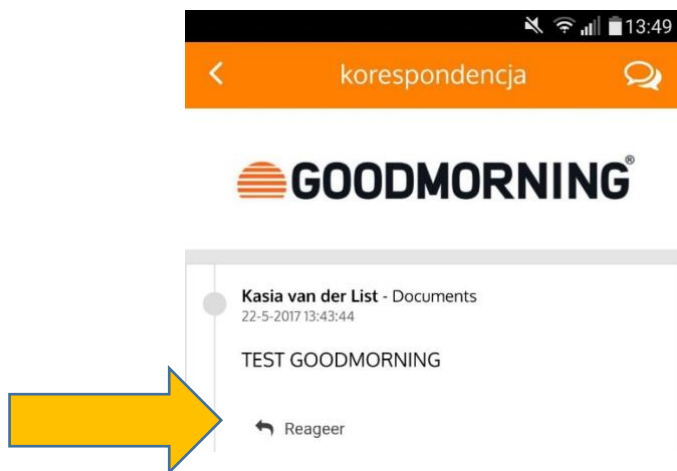 13:49
korespondencja
GOODMORNING®
Kasia van der List - Documents
22-5-2017 13:43:44
TEST GOODMORNING
Reageer